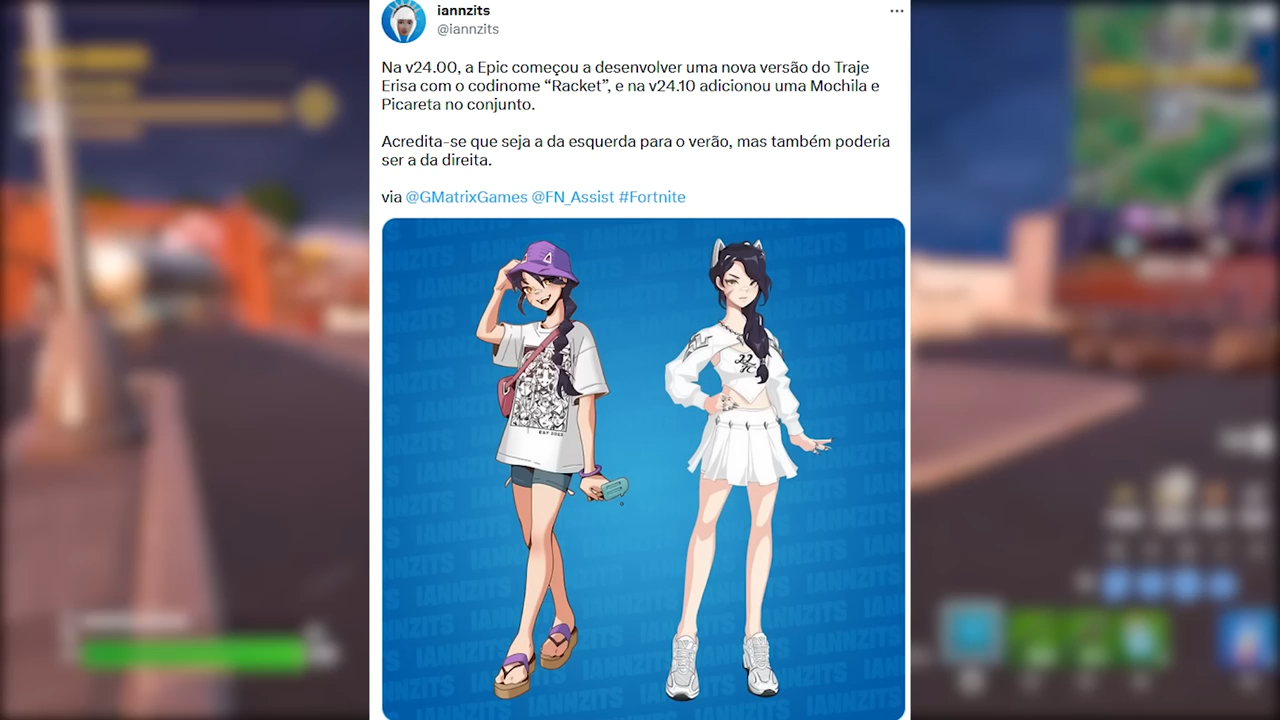 iannzits
@iannzits
Na v24.00, a Epic começou a desenvolver uma nova versão do Traje
Erisa com o codinome “Racket”, e na v24.10 adicionou uma Mochila e
Picareta no conjunto.
Acredita-se que seja a da esquerda para o verão, mas também poderia
ser a da direita.
via @GMatrixGames @FN_Assist #Fortnite
IANNZITS